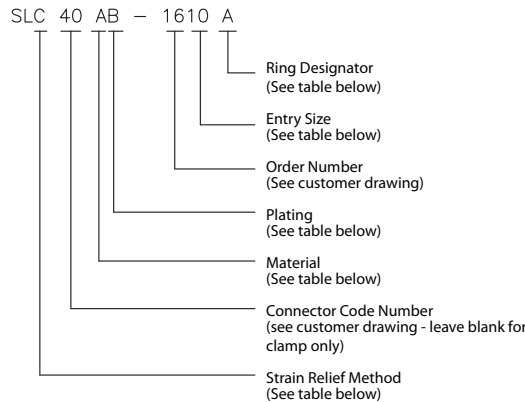 SLC 40 AB - 1610 A
Ring Designator
(See table below)
Entry Size
(See table below)
Order Number
(See customer drawing)
Plating
(See table below)
Material
(See table below)
Connector Code Number
(see customer drawing - leave blank for
clamp only)
Strain Relief Method
(See table below)